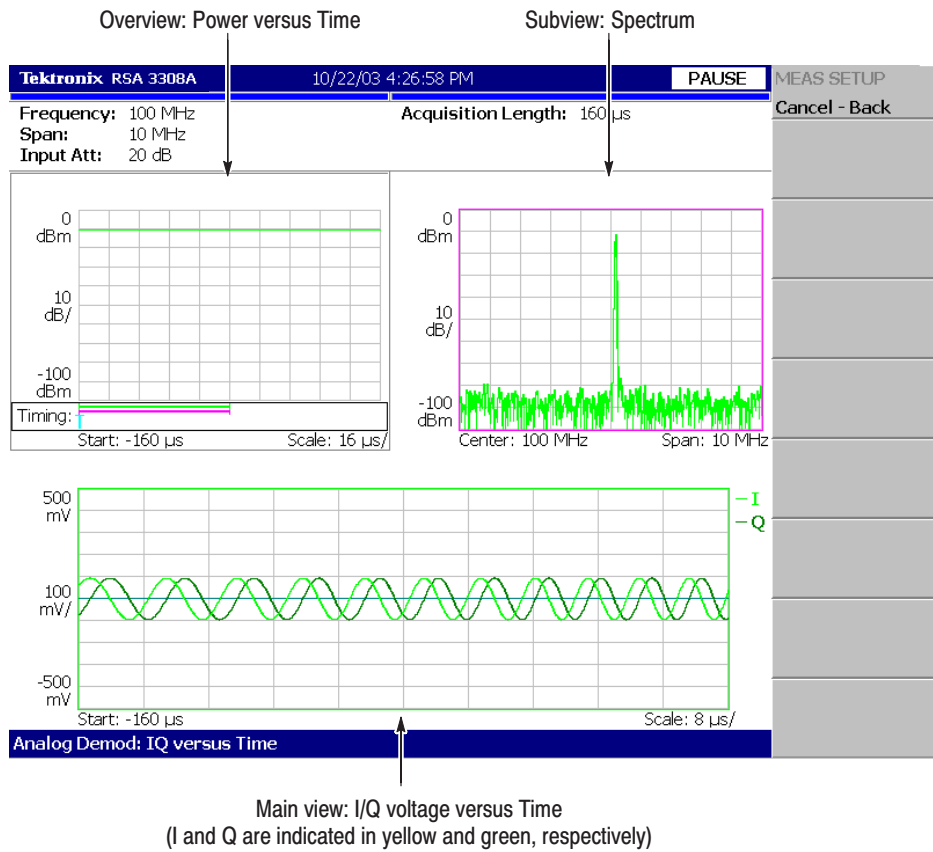 Overview: Power versus Time
Subview: Spectrum
Tektronix RSA 3308A 10/22/03 4:26:58 PM PAUSE
MEAS SETUP
Cancel - Back
Frequency: 100 MHz
Acquisition Length: 160 µs
Span: 10 MHz
Input Att: 20 dB
0
dBm
10
dB/
-100
dBm
Timing:
Start: -160 µs
Scale: 16 µs/
0
dBm
10
dB/
-100
dBm
Center: 100 MHz
Span: 10 MHz
500
mV
100
mV/
-500
mV
I
Q
Start: -160 µs
Scale: 8 µs/
Analog Demod: IQ versus Time
Main view: I/Q voltage versus Time
(I and Q are indicated in yellow and green, respectively)